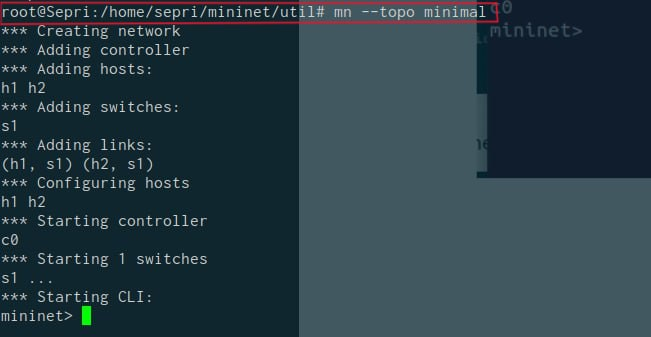 root@Sepri:/home/sepri/mininet/util# mn --topo minimal
*** Creating network
*** Adding controller
*** Adding hosts:
h1 h2
*** Adding switches:
s1
*** Adding links:
(h1, s1) (h2, s1)
*** Configuring hosts
h1 h2
*** Starting controller
c0
*** Starting 1 switches
s1 ...
*** Starting CLI:
mininet>
c0
mininet>